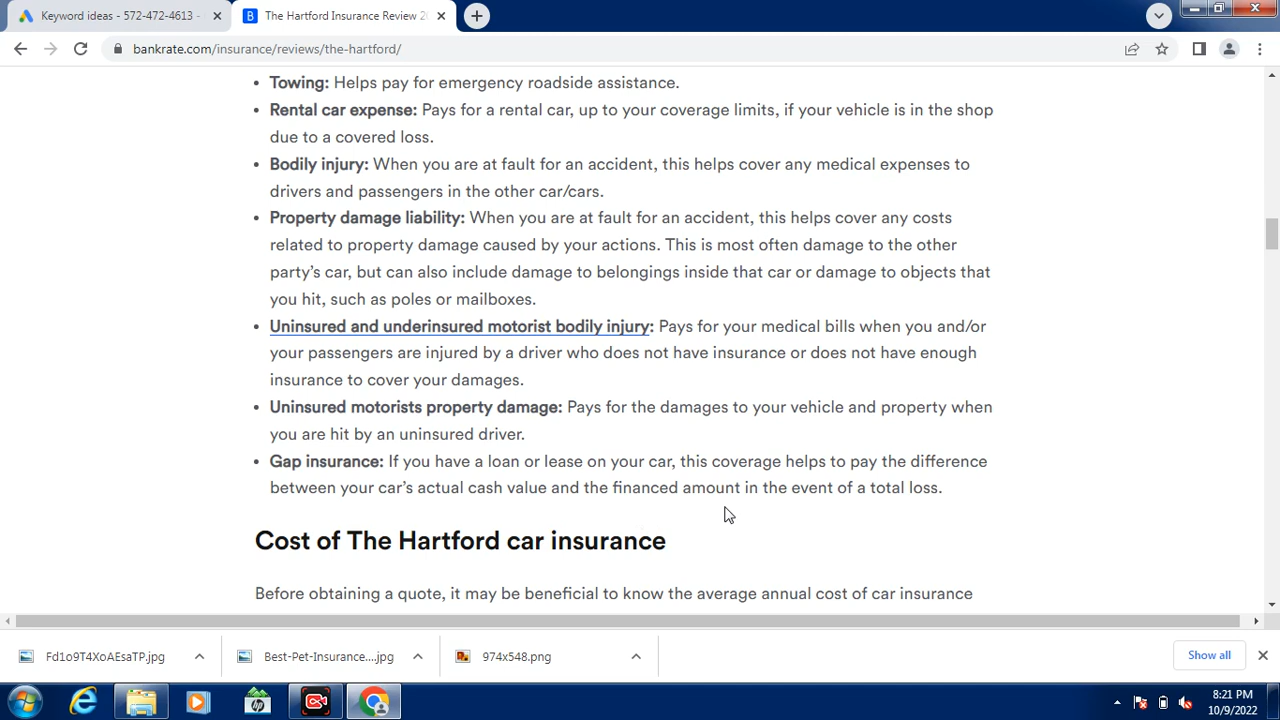 Keyword ideas - 572-472-4613 -
The Hartford Insurance Review 20
bankrate.com/insurance/reviews/the-hartford/
• Towing: Helps pay for emergency roadside assistance.
• Rental car expense: Pays for a rental car, up to your coverage limits, if your vehicle is in the shop
due to a covered loss.
• Bodily injury: When you are at fault for an accident, this helps cover any medical expenses to
drivers and passengers in the other car/cars.
• Property damage liability: When you are at fault for an accident, this helps cover any costs
related to property damage caused by your actions. This is most often damage to the other
party’s car, but can also include damage to belongings inside that car or damage to objects that
you hit, such as poles or mailboxes.
• Uninsured and underinsured motorist bodily injury: Pays for your medical bills when you and/or
your passengers are injured by a driver who does not have insurance or does not have enough
insurance to cover your damages.
• Uninsured motorists property damage: Pays for the damages to your vehicle and property when
you are hit by an uninsured driver.
• Gap insurance: If you have a loan or lease on your car, this coverage helps to pay the difference
between your car’s actual cash value and the financed amount in the event of a total loss.
Cost of The Hartford car insurance
Before obtaining a quote, it may be beneficial to know the average annual cost of car insurance
Fd1o9T4XoAEsaTP.jpg
Best-Pet-Insurance....jpg
974x548.png
Show all
8:21 PM
10/9/2022